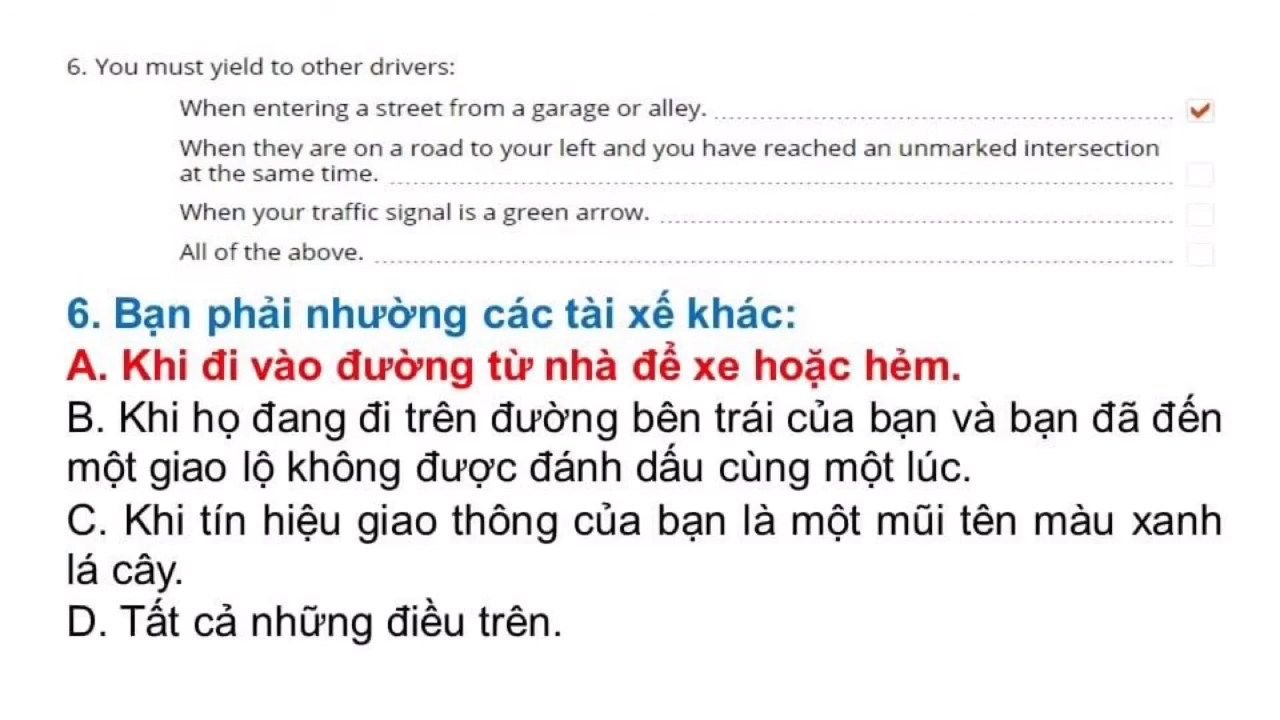 6. You must yield to other drivers:
When entering a street from a garage or alley.
When they are on a road to your left and you have reached an unmarked intersection
at the same time.
When your traffic signal is a green arrow.
All of the above.
6. Bạn phải nhường các tài xế khác:
A. Khi đi vào đường từ nhà để xe hoặc hẻm.
B. Khi họ đang đi trên đường bên trái của bạn và bạn đã đến
một giao lộ không được đánh dấu cùng một lúc.
C. Khi tín hiệu giao thông của bạn là một mũi tên màu xanh
lá cây.
D. Tất cả những điều trên.